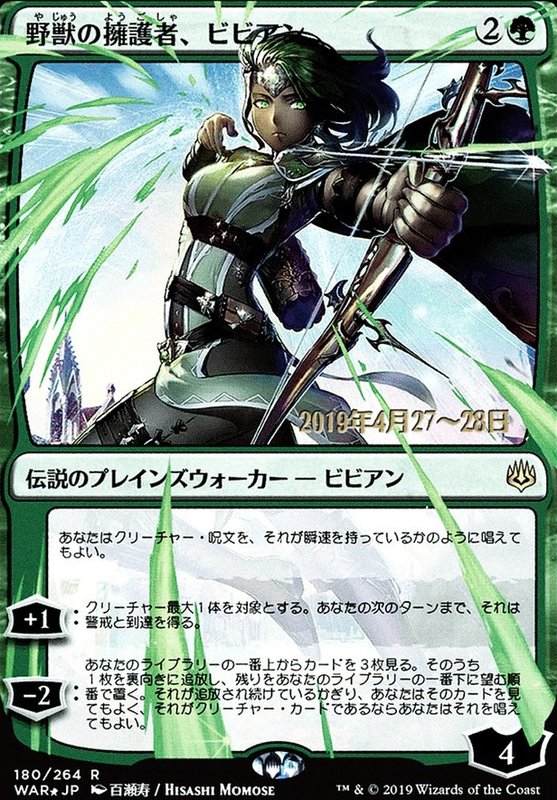 野獣の擁護者、ビビアン 2
やじゅう ようごしゃ
2019年4月27～28日
伝説のプレインズウォーカー — ビビアン
あなたはクリーチャー・呪文を、それが瞬速を持っているかのように唱えて
もよい。
+1 : クリーチャー最大１体を対象とする。あなたの次のターンまで、それは
警戒と到達を得る。
あなたのライブラリーの一番上からカードを３枚見る。そのうち
１枚を裏向きに追放し、残りをあなたのライブラリーの一番下に望む順
-2 : 番で置く。それが追放され続けているかぎり、あなたはそのカードを見
てもよく、それがクリーチャー・カードであるならあなたはそれを唱え
てもよい。
4
180/264 R
WAR★JP 百瀬寿 / HISASHI MOMOSE
™ & © 2019 Wizards of the Coast